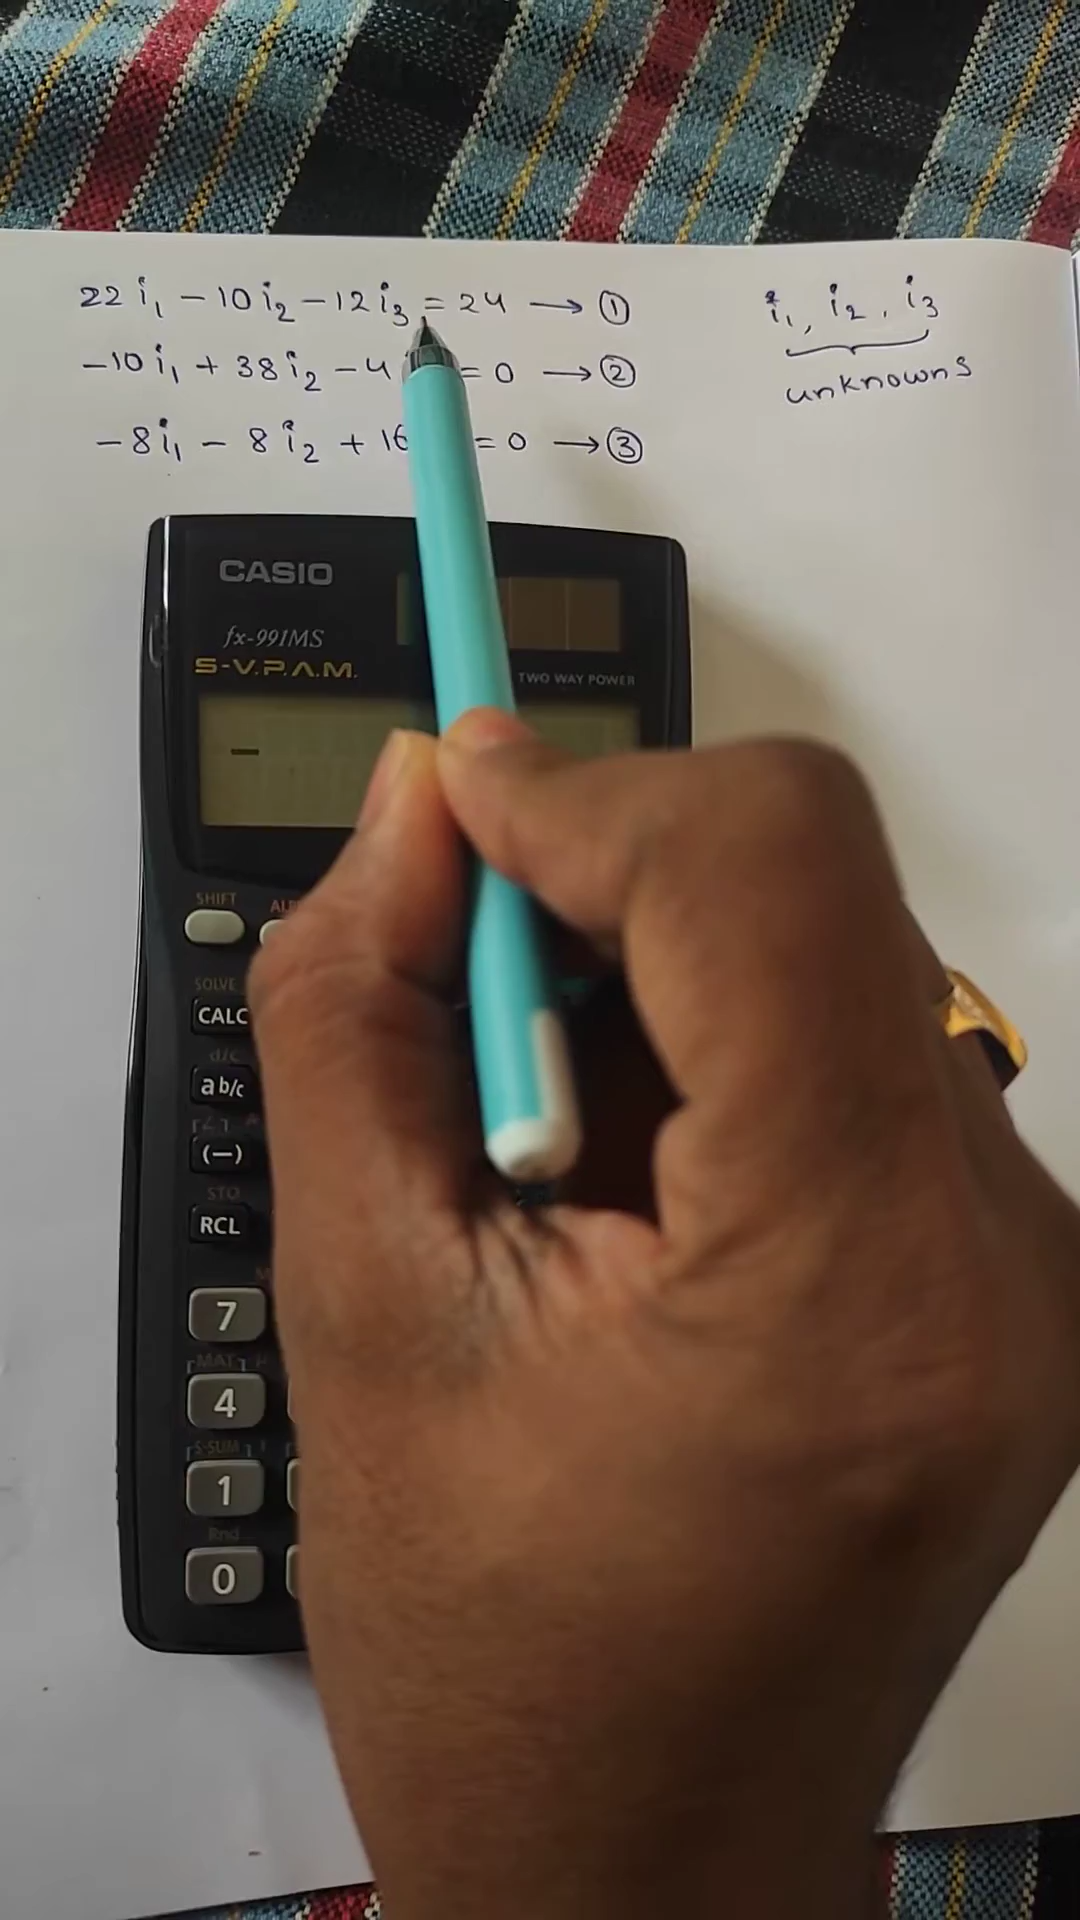 22 i₁ − 10 i₂ − 12 i₃ = 24 → ①
−10 i₁ + 38 i₂ − 4 = 0 → ②
−8 i₁ − 8 i₂ + 16 = 0 → ③
i₁, i₂, i₃
unknowns
CASIO
fx-991MS
S-V.P.A.M.
TWO WAY POWER
−
SHIFT
SOLVE
CALC
d/c
a b/c
(−)
STO
RCL
7
MAT
4
S-SUM
1
Rnd
0